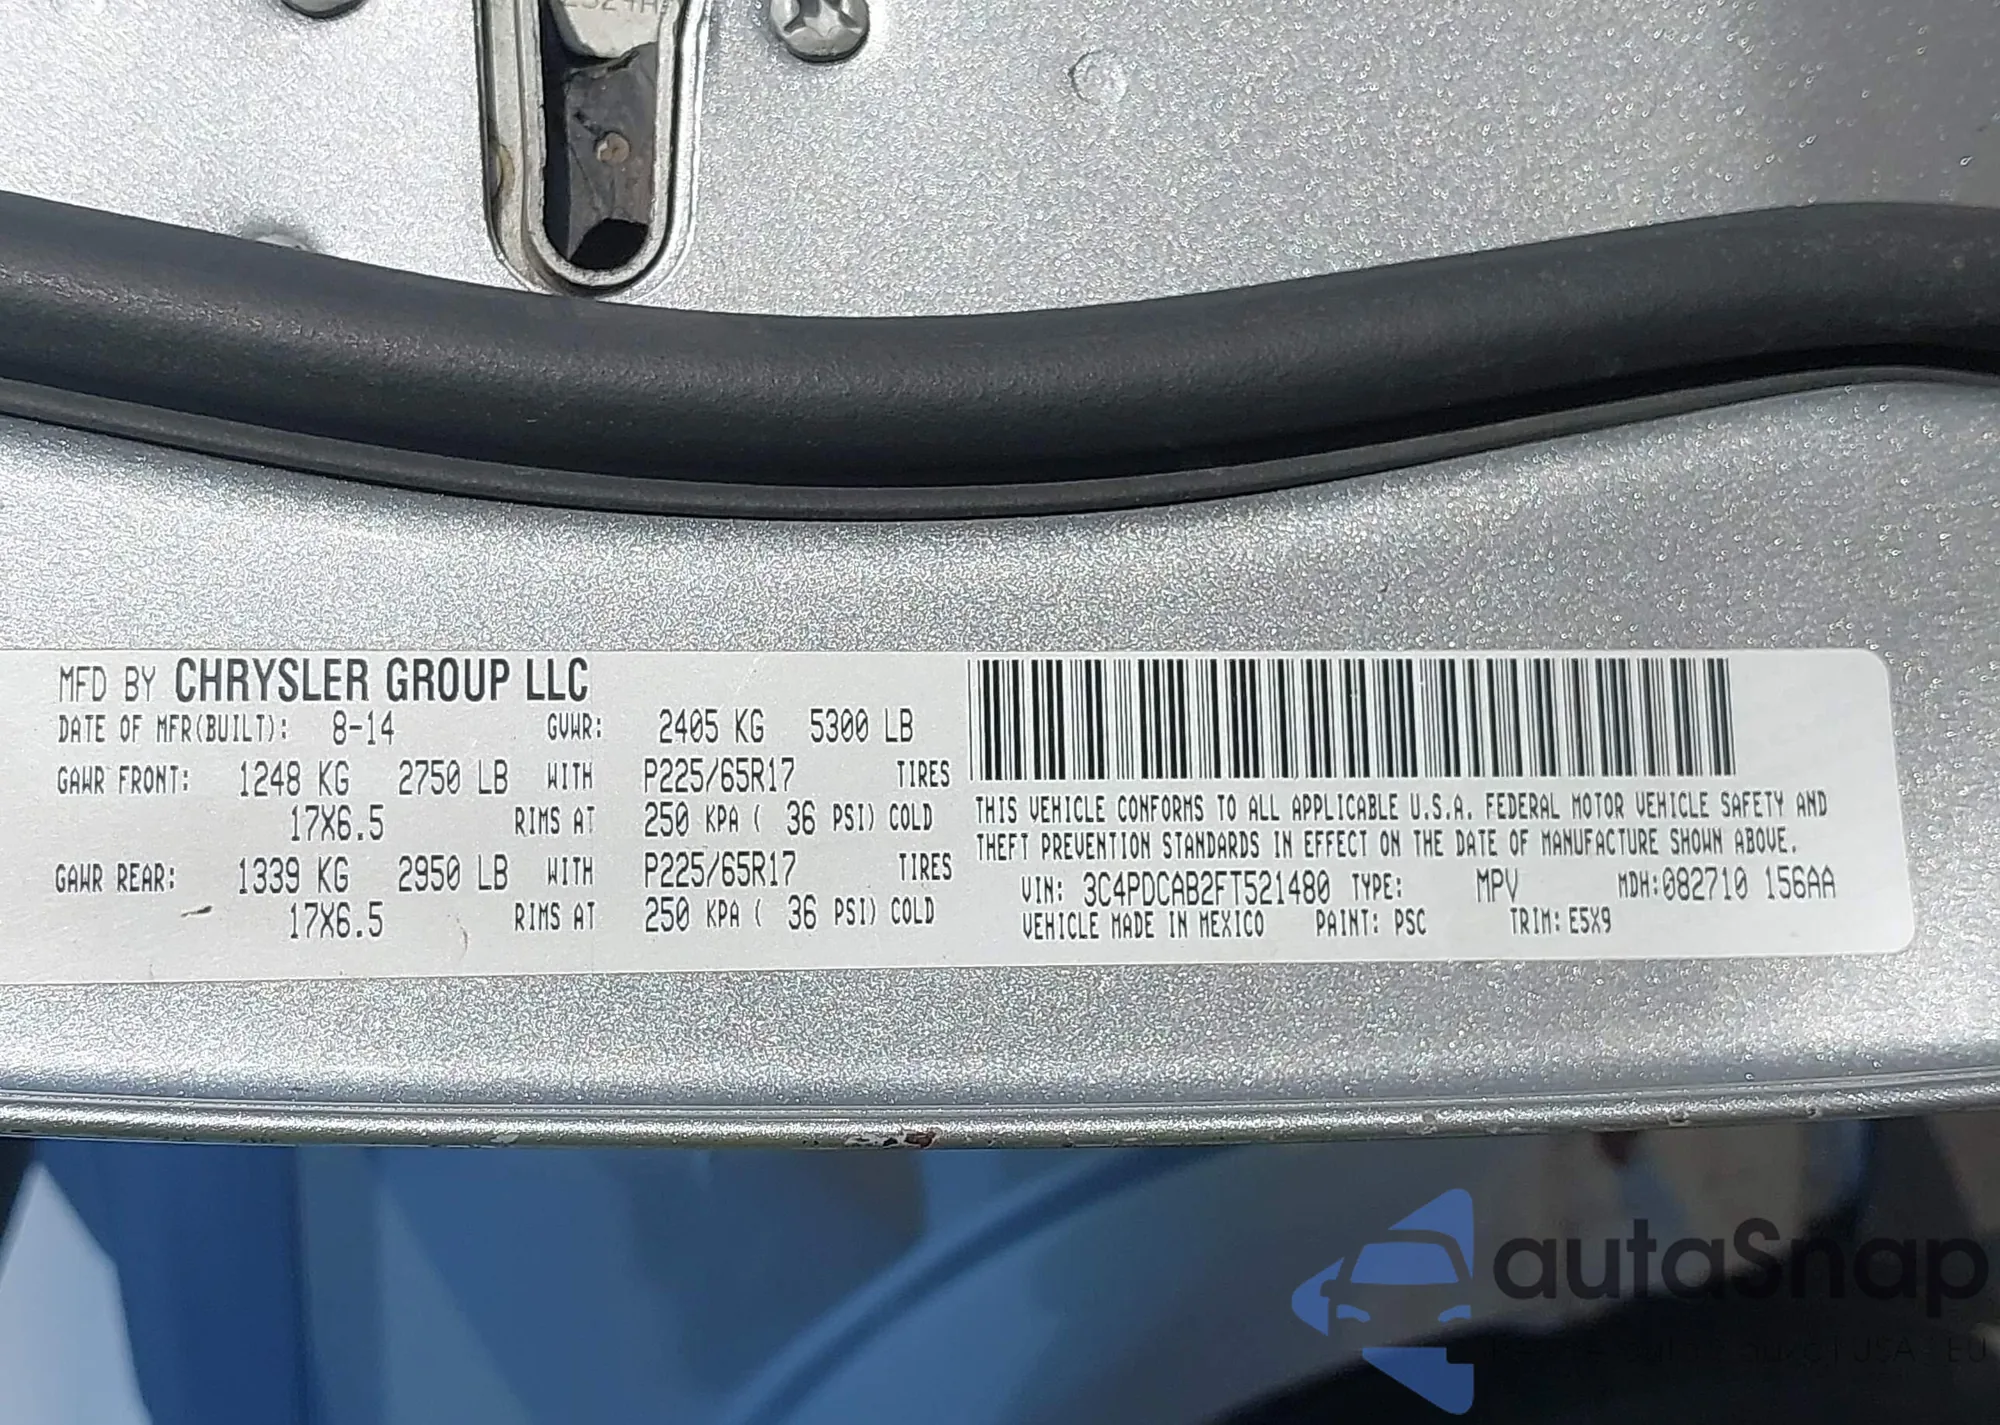 MFD BY CHRYSLER GROUP LLC
DATE OF MFR(BUILT): 8-14 GVWR: 2405 KG 5300 LB
GAWR FRONT: 1248 KG 2750 LB WITH P225/65R17 TIRES
17X6.5 RIMS AT 250 KPA ( 36 PSI) COLD
GAWR REAR: 1339 KG 2950 LB WITH P225/65R17 TIRES
17X6.5 RIMS AT 250 KPA ( 36 PSI) COLD
THIS VEHICLE CONFORMS TO ALL APPLICABLE U.S.A. FEDERAL MOTOR VEHICLE SAFETY AND
THEFT PREVENTION STANDARDS IN EFFECT ON THE DATE OF MANUFACTURE SHOWN ABOVE.
VIN: 3C4PDCAB2FT521480 TYPE: MPV MDH:082710 156AA
VEHICLE MADE IN MEXICO PAINT: PSC TRIM: E5X9
autaSnap
USA EU